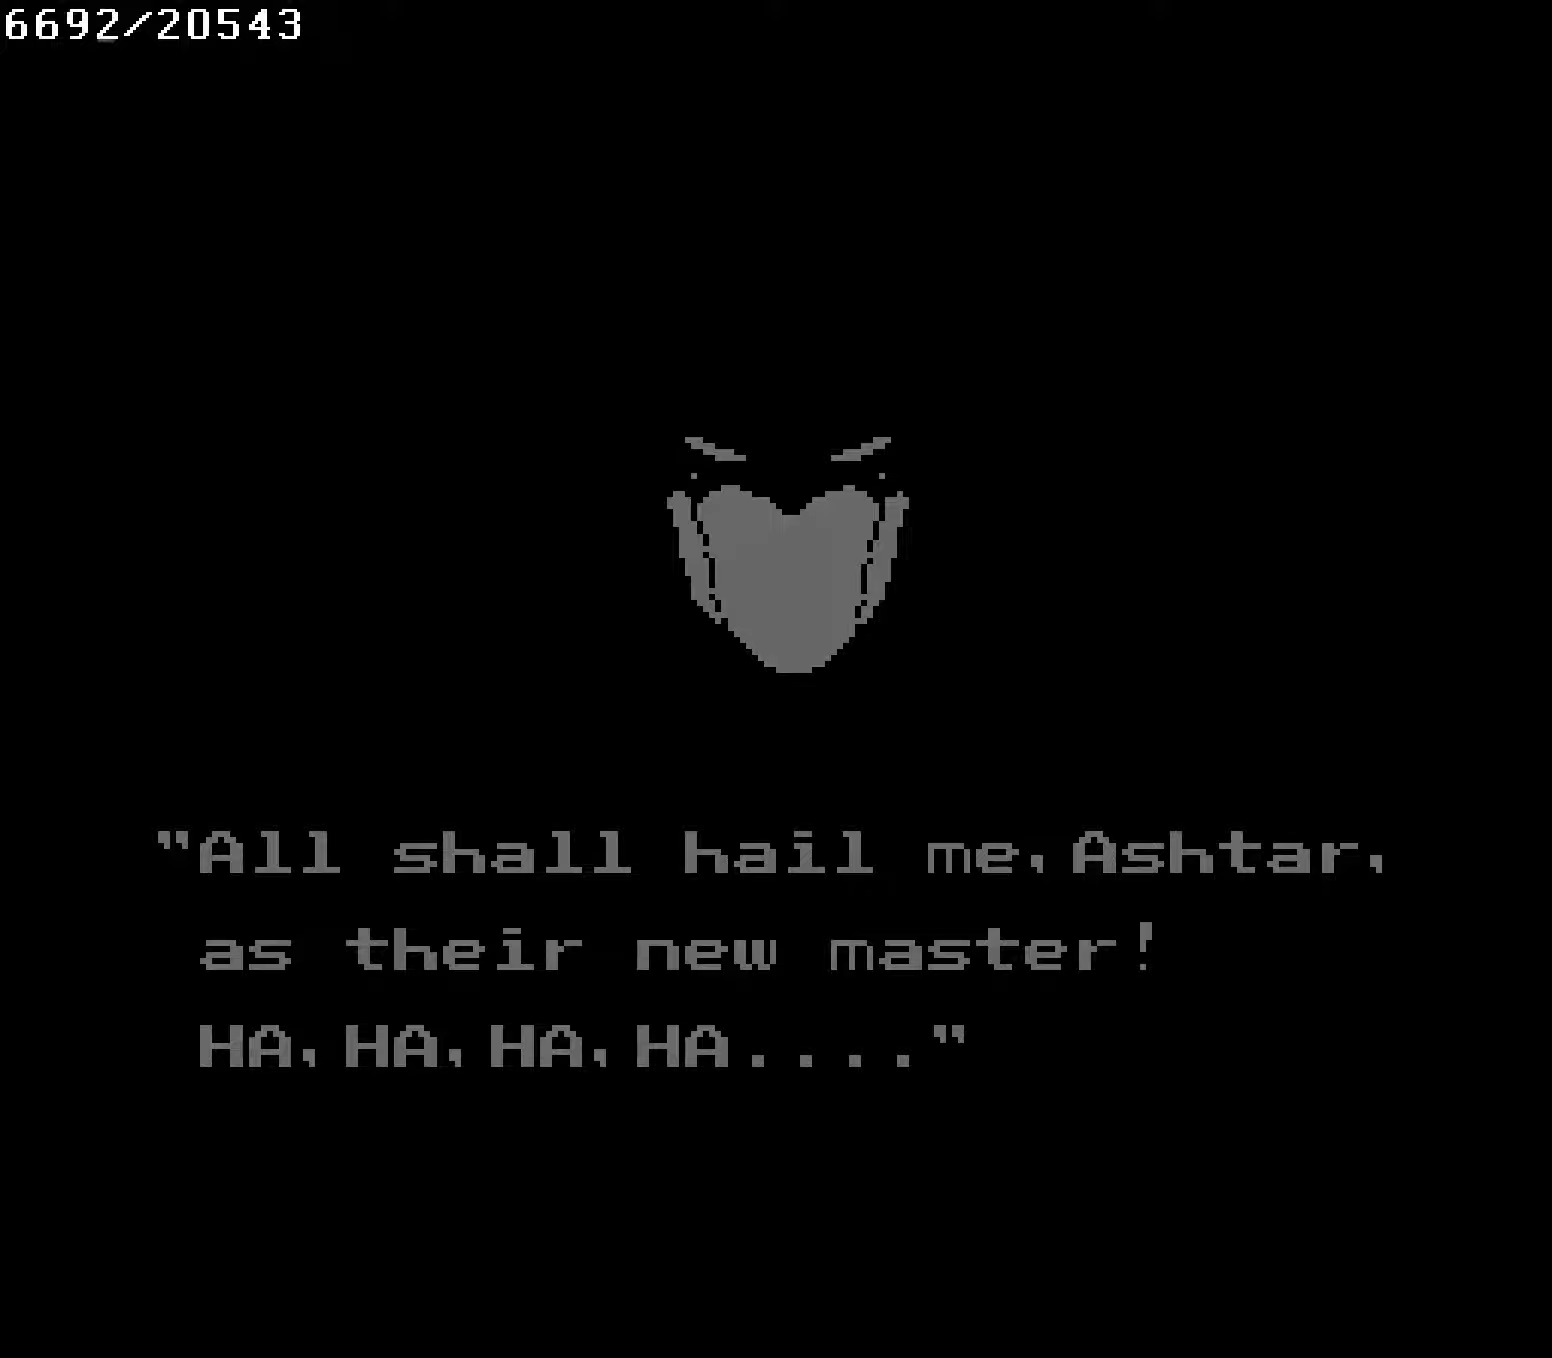 6692/20543
"All shall hail me,Ashtar,
as their new master!
HA,HA,HA,HA...."